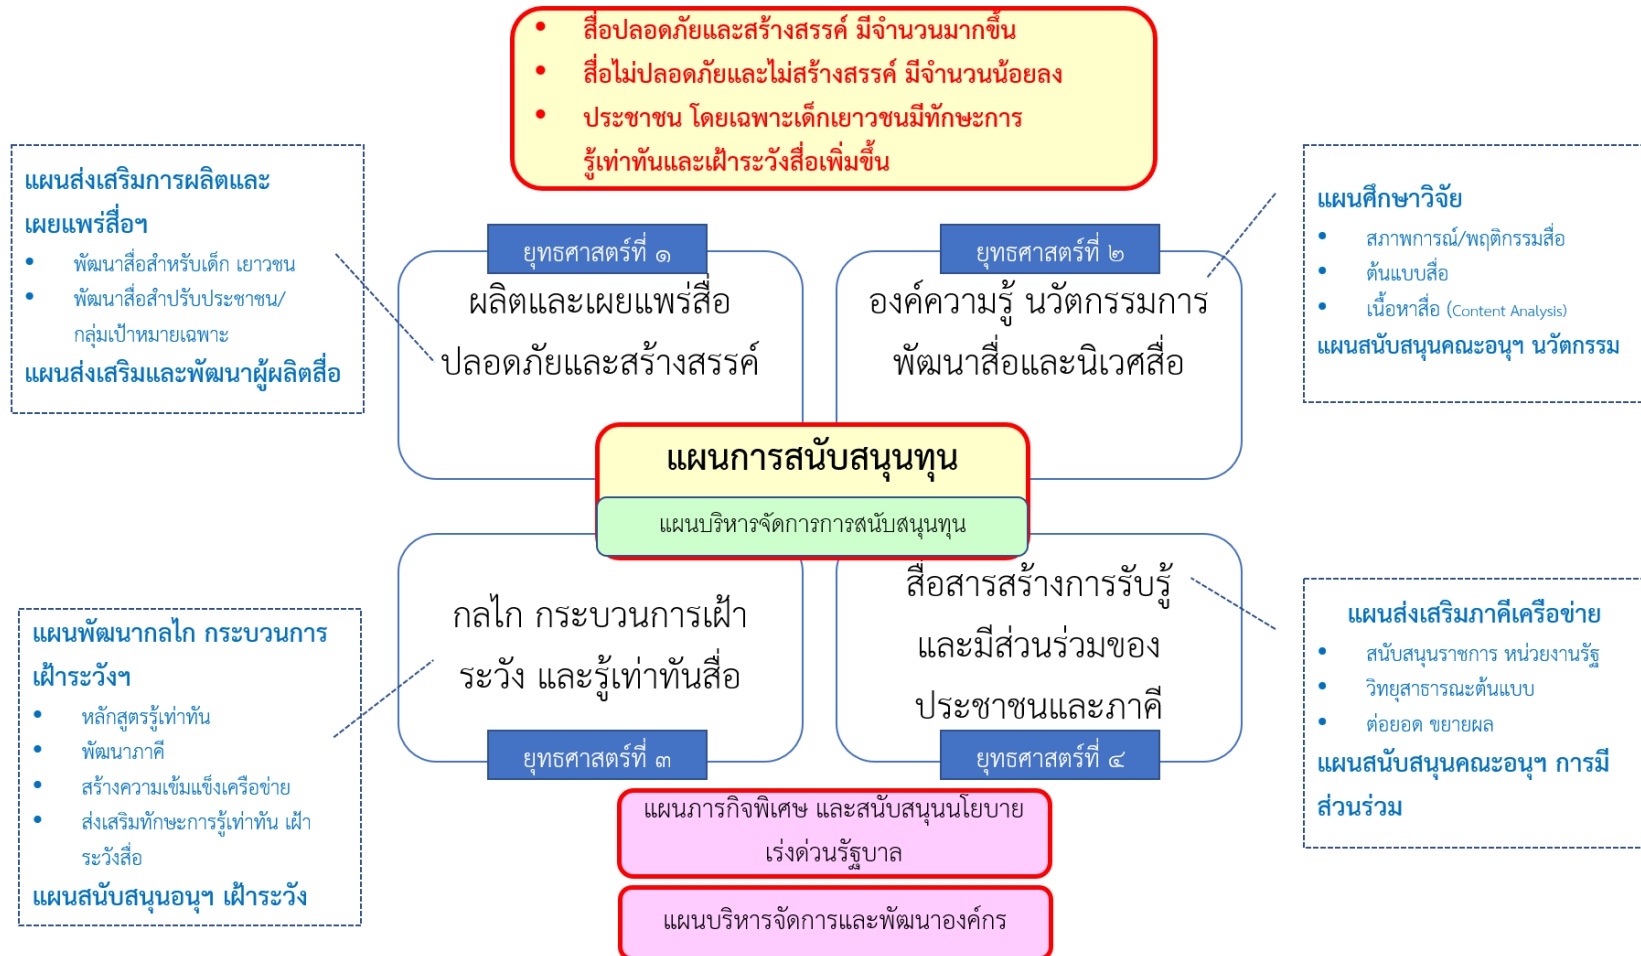 • สื่อปลอดภัยและสร้างสรรค์ มีจำนวนมากขึ้น
• สื่อไม่ปลอดภัยและไม่สร้างสรรค์ มีจำนวนน้อยลง
• ประชาชน โดยเฉพาะเด็กเยาวชนมีทักษะการ
รู้เท่าทันและเฝ้าระวังสื่อเพิ่มขึ้น
แผนส่งเสริมการผลิตและ
เผยแพร่สื่อฯ
• พัฒนาสื่อสำหรับเด็ก เยาวชน
• พัฒนาสื่อสำปรับประชาชน/
กลุ่มเป้าหมายเฉพาะ
แผนส่งเสริมและพัฒนาผู้ผลิตสื่อ
ยุทธศาสตร์ที่ ๑
ผลิตและเผยแพร่สื่อ
ปลอดภัยและสร้างสรรค์
ยุทธศาสตร์ที่ ๒
องค์ความรู้ นวัตกรรมการ
พัฒนาสื่อและนิเวศสื่อ
แผนศึกษาวิจัย
• สภาพการณ์/พฤติกรรมสื่อ
• ต้นแบบสื่อ
• เนื้อหาสื่อ (Content Analysis)
แผนสนับสนุนคณะอนุฯ นวัตกรรม
แผนการสนับสนุนทุน
แผนบริหารจัดการการสนับสนุนทุน
แผนพัฒนากลไก กระบวนการ
เฝ้าระวังฯ
• หลักสูตรรู้เท่าทัน
• พัฒนาภาคี
• สร้างความเข้มแข็งเครือข่าย
• ส่งเสริมทักษะการรู้เท่าทัน เฝ้า
ระวังสื่อ
แผนสนับสนุนอนุฯ เฝ้าระวัง
กลไก กระบวนการเฝ้า
ระวัง และรู้เท่าทันสื่อ
ยุทธศาสตร์ที่ ๓
สื่อสารสร้างการรับรู้
และมีส่วนร่วมของ
ประชาชนและภาคี
ยุทธศาสตร์ที่ ๔
แผนส่งเสริมภาคีเครือข่าย
• สนับสนุนราชการ หน่วยงานรัฐ
• วิทยุสาธารณะต้นแบบ
• ต่อยอด ขยายผล
แผนสนับสนุนคณะอนุฯ การมี
ส่วนร่วม
แผนภารกิจพิเศษ และสนับสนุนนโยบาย
เร่งด่วนรัฐบาล
แผนบริหารจัดการและพัฒนาองค์กร